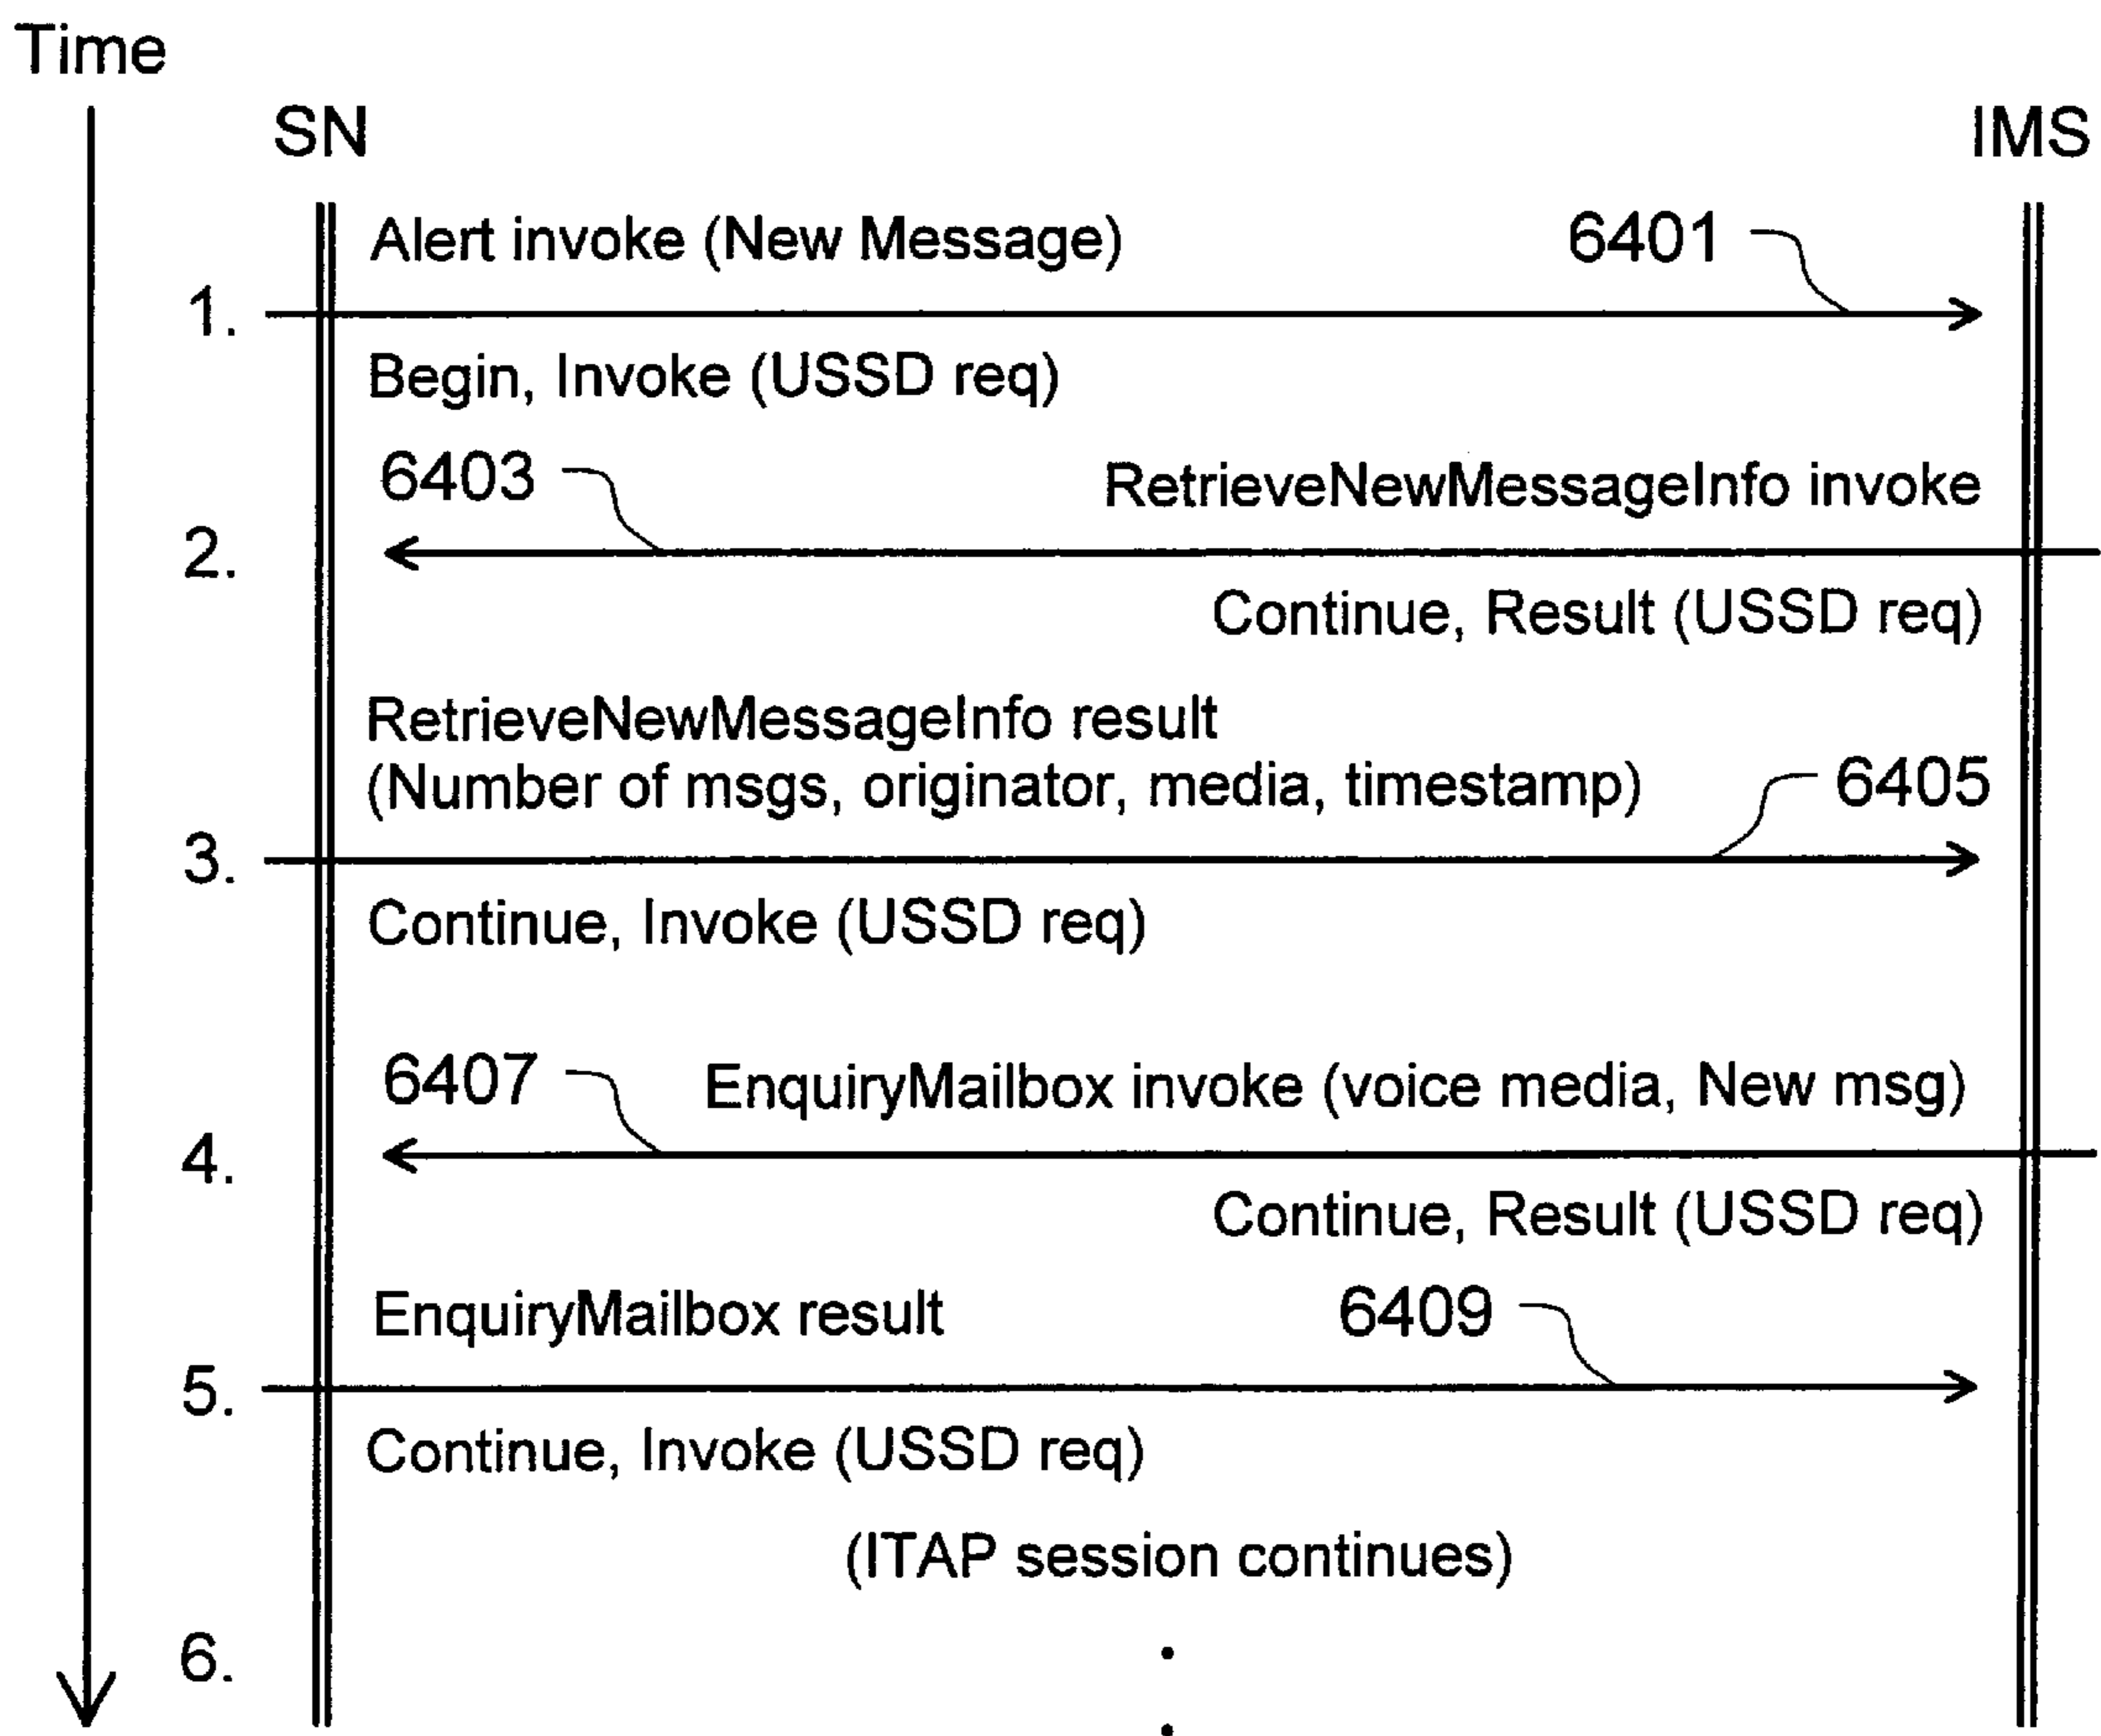 Time
SN
IMS
Alert invoke (New Message)
6401
1.
Begin, Invoke (USSD req)
6403
RetrieveNewMessageInfo invoke
2.
Continue, Result (USSD req)
RetrieveNewMessageInfo result
(Number of msgs, originator, media, timestamp)
6405
3.
Continue, Invoke (USSD req)
6407
EnquiryMailbox invoke (voice media, New msg)
4.
Continue, Result (USSD req)
EnquiryMailbox result
6409
5.
Continue, Invoke (USSD req)
(ITAP session continues)
6.